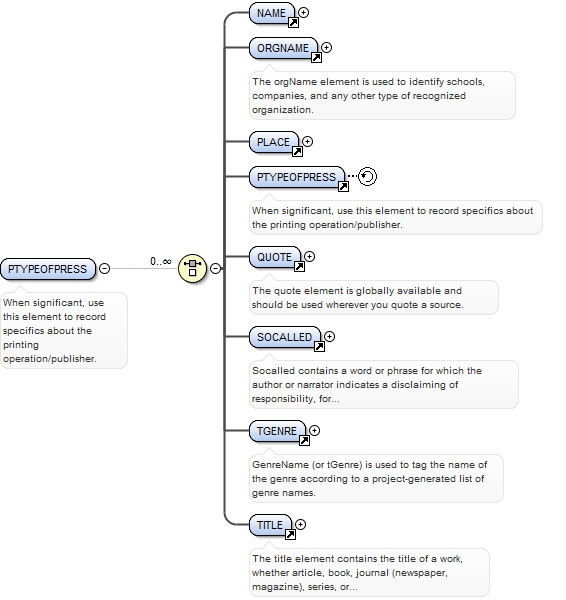 NAME
ORGNAME
The orgName element is used to identify schools,
companies, and any other type of recognized
organization.
PLACE
PTYPEOFPRESS
When significant, use this element to record specifics about
the printing operation/publisher.
PTYPEOFPRESS
0..∞
When significant, use
this element to record
specifics about the
printing
operation/publisher.
QUOTE
The quote element is globally available and
should be used wherever you quote a source.
SOCALLED
Socalled contains a word or phrase for which the
author or narrator indicates a disclaiming of
responsibility, for...
TGENRE
GenreName (or tGenre) is used to tag the name of
the genre according to a project-generated list of
genre names.
TITLE
The title element contains the title of a work,
whether article, book, journal (newspaper,
magazine), series, or...